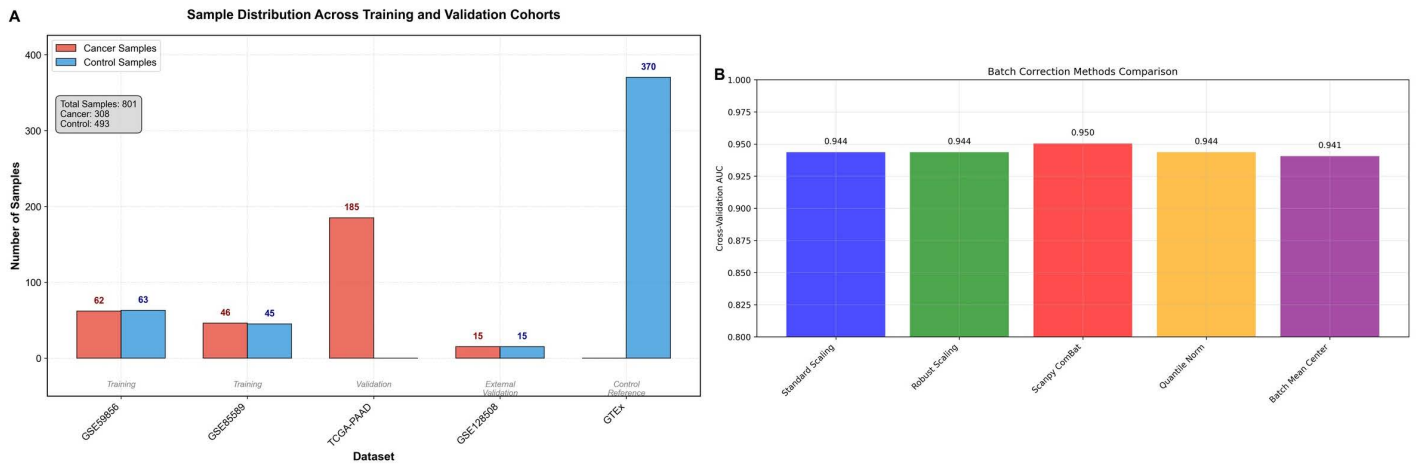 A
Sample Distribution Across Training and Validation Cohorts
Cancer Samples
Control Samples
Total Samples: 801
Cancer: 308
Control: 493
Number of Samples
400
300
200
100
0
62
63
46
45
185
15
15
370
Training
Training
Validation
External
Validation
Control
Reference
GSE59856
GSE85589
TCGA-PAAD
GSE128508
GTEx
Dataset
B
Batch Correction Methods Comparison
Cross-Validation AUC
1.000
0.975
0.950
0.925
0.900
0.875
0.850
0.825
0.800
0.944
0.944
0.950
0.944
0.941
Standard Scaling
Robust Scaling
Scanpy ComBat
Quantile Norm
Batch Mean Center